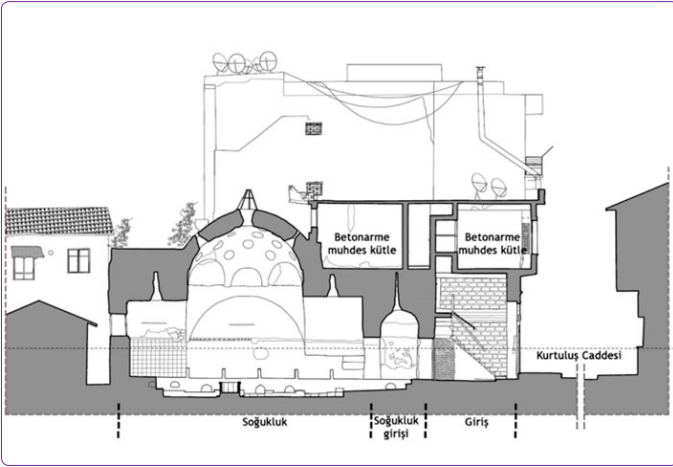 Betonarme
muhdes kütle
Betonarme
muhdes kütle
Kurtuluş Caddesi
Soğukluk
Soğukluk
girişi
Giriş